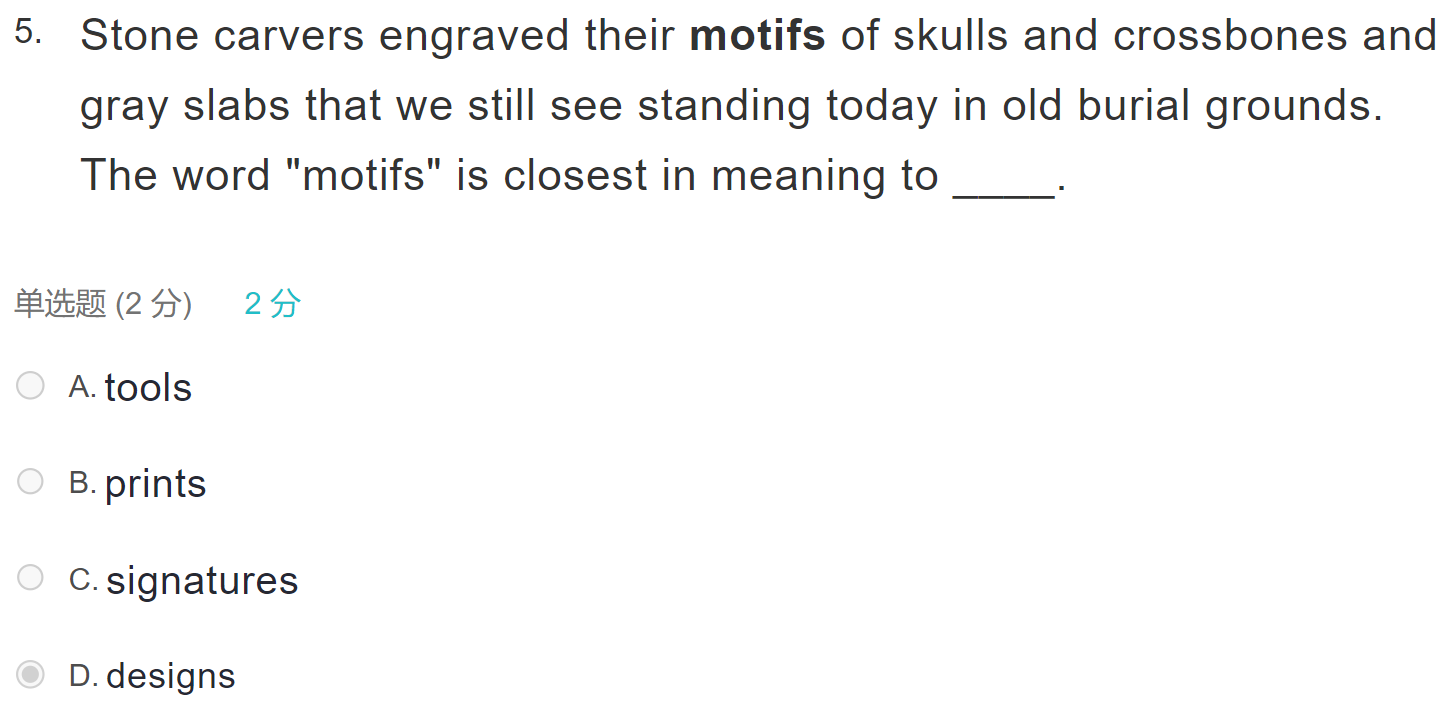 5. Stone carvers engraved their motifs of skulls and crossbones and
gray slabs that we still see standing today in old burial grounds.
The word "motifs" is closest in meaning to ____.
单选题 (2 分) 2 分
A. tools
B. prints
C. signatures
D. designs